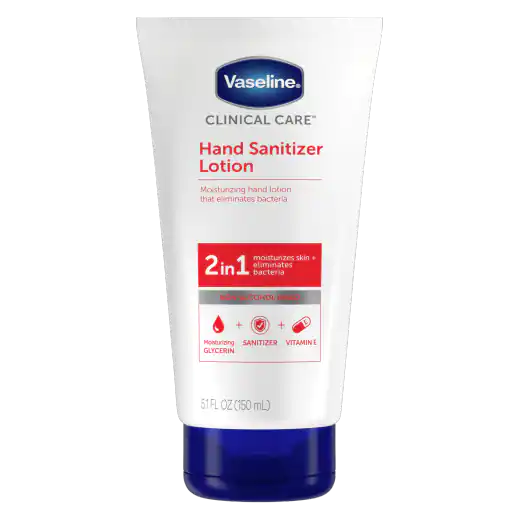 Vaseline®
CLINICAL CARE™
Hand Sanitizer
Lotion
Moisturizing hand lotion
that eliminates bacteria
2in1
moisturizes skin +
eliminates
bacteria
+ +
Moisturizing SANITIZER VITAMIN E
GLYCERIN
5.1 FL OZ (150 mL)